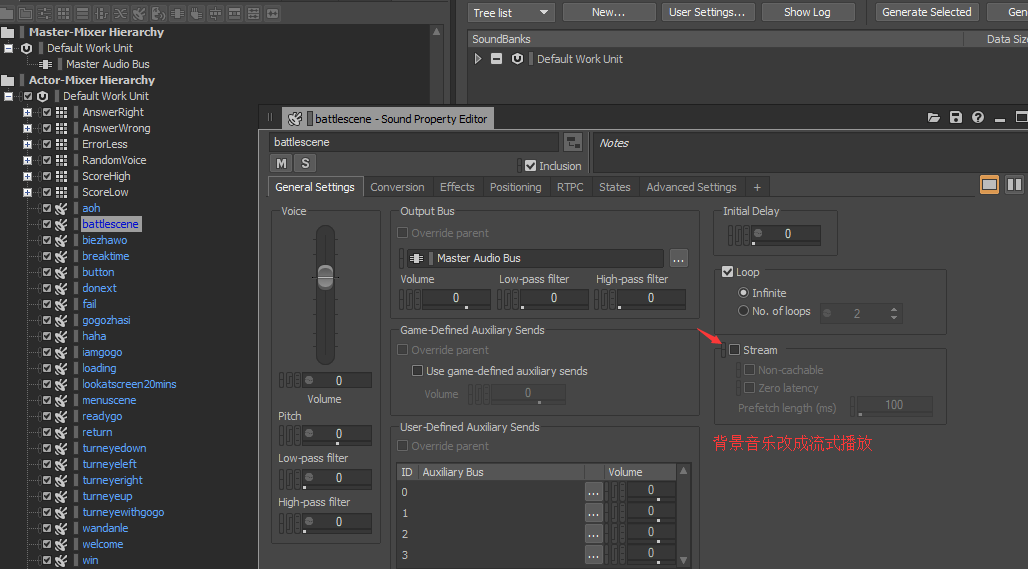 Master-Mixer Hierarchy
Default Work Unit
Master Audio Bus
Actor-Mixer Hierarchy
Default Work Unit
AnswerRight
AnswerWrong
ErrorLess
RandomVoice
ScoreHigh
ScoreLow
aoh
battlescene
biezhawo
breaktime
button
donext
fail
gogozhasi
haha
iamgogo
loading
lookatscreen20mins
menuscene
readygo
return
turneyedown
turneyeleft
turneyeright
turneyeup
turneyewithgogo
wandanle
welcome
win
Tree list
New...
User Settings...
Show Log
Generate Selected
Gen
SoundBanks
Data Siz
Default Work Unit
battlescene - Sound Property Editor
battlescene
Notes
M
S
Inclusion
General Settings
Conversion
Effects
Positioning
RTPC
States
Advanced Settings
+
Voice
0
Volume
Pitch
0
Low-pass filter
0
High-pass filter
0
Output Bus
Override parent
Master Audio Bus
...
Volume
Low-pass filter
High-pass filter
0
0
0
Game-Defined Auxiliary Sends
Override parent
Use game-defined auxiliary sends
Volume
0
User-Defined Auxiliary Sends
Override parent
ID
Auxiliary Bus
Volume
0
...
0
1
...
0
2
...
0
3
...
0
Initial Delay
0
Loop
Infinite
No. of loops
2
Stream
Non-cachable
Zero latency
Prefetch length (ms)
100
背景音乐改成流式播放